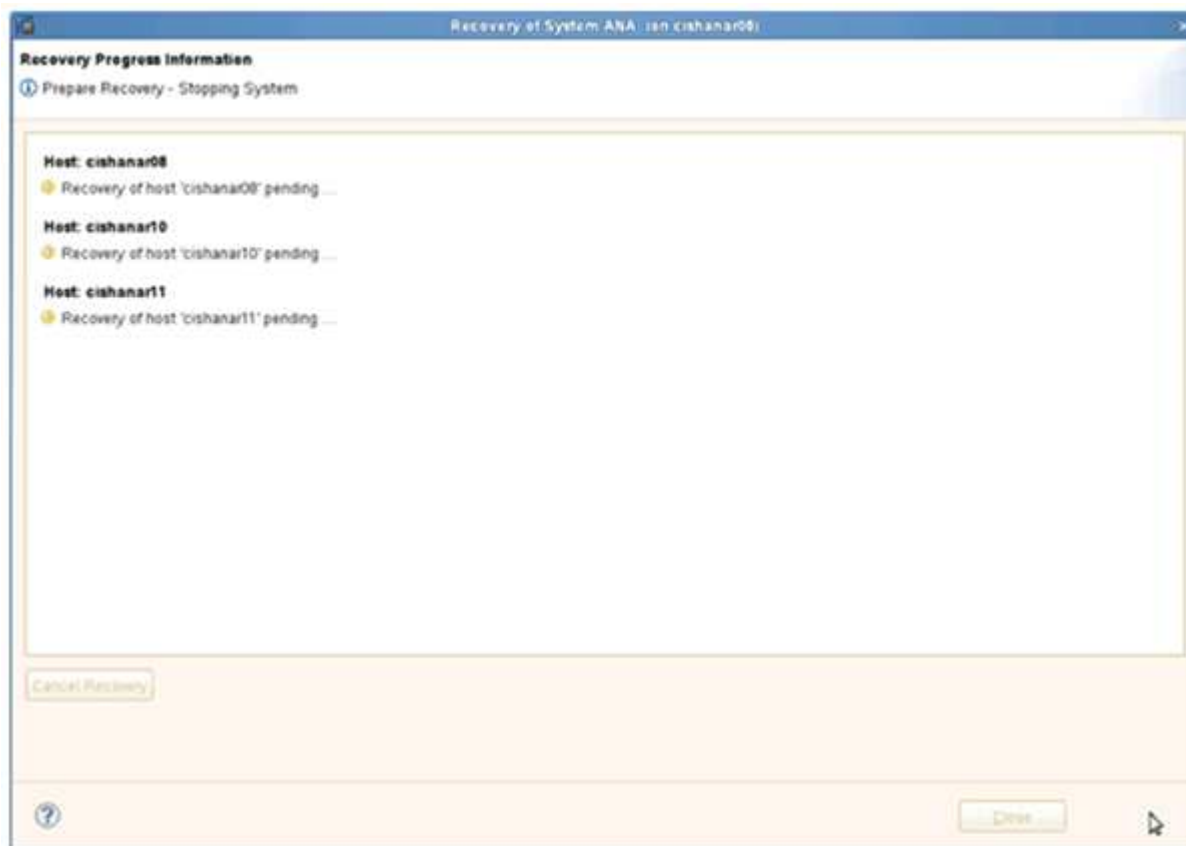 Recovery of System ANA (on cishanar08)
Recovery Progress Information
Prepare Recovery - Stopping System
Host: cishanar08
Recovery of host 'cishanar08' pending ...
Host: cishanar10
Recovery of host 'cishanar10' pending ...
Host: cishanar11
Recovery of host 'cishanar11' pending ...
Cancel Recovery
Close